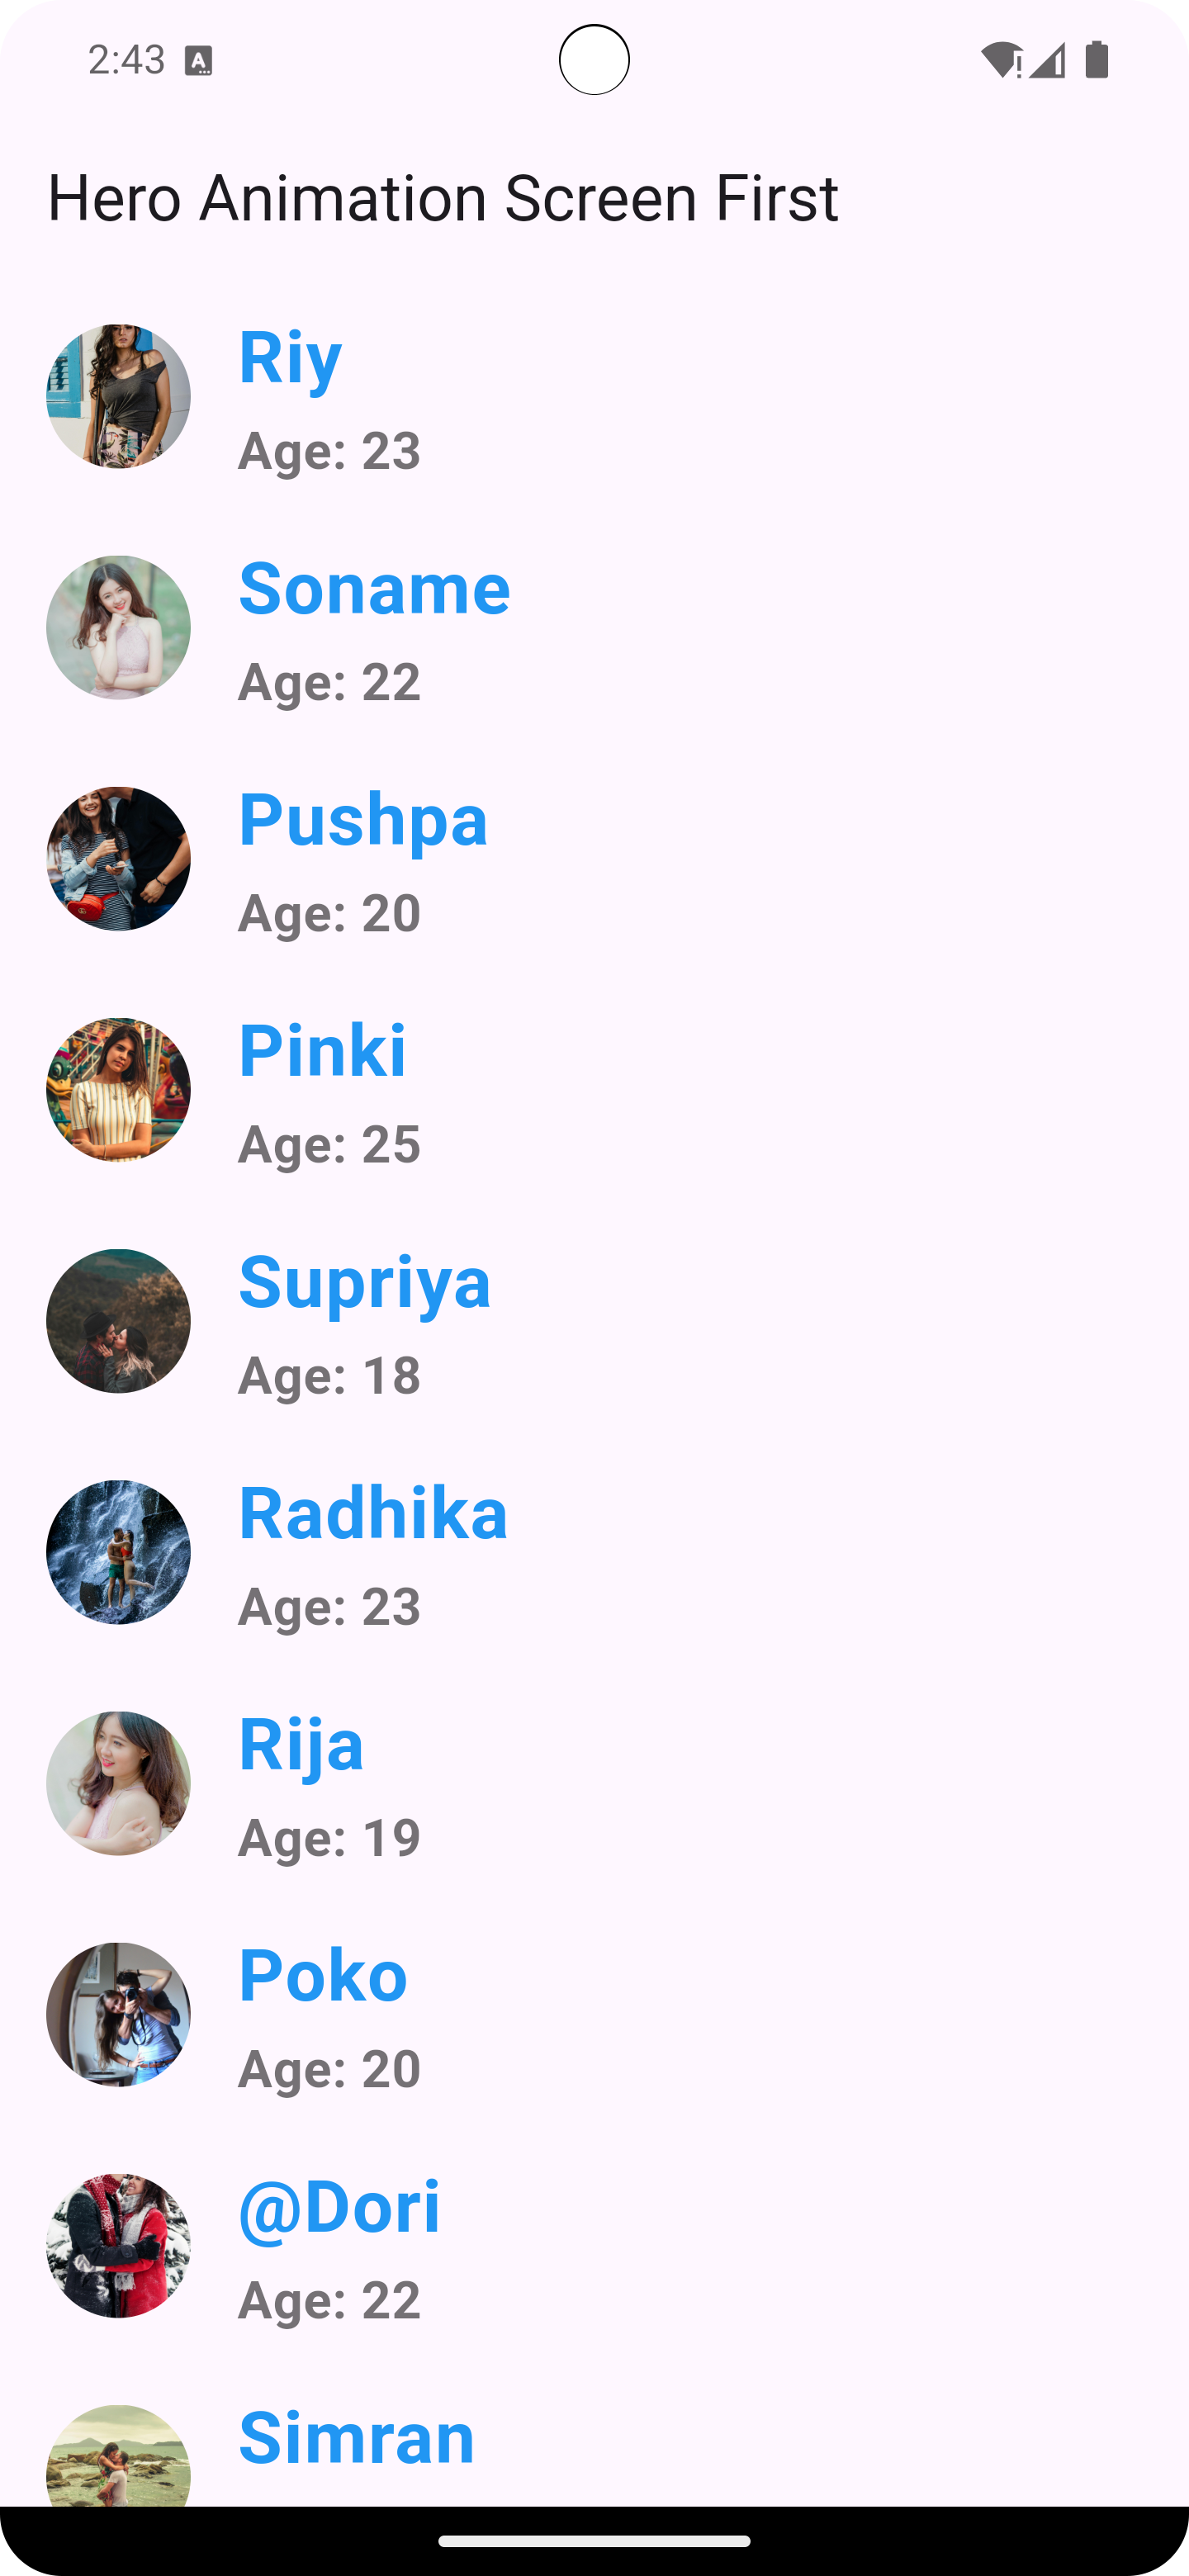 2:43 A
Hero Animation Screen First
Riy
Age: 23
Soname
Age: 22
Pushpa
Age: 20
Pinki
Age: 25
Supriya
Age: 18
Radhika
Age: 23
Rija
Age: 19
Poko
Age: 20
@Dori
Age: 22
Simran